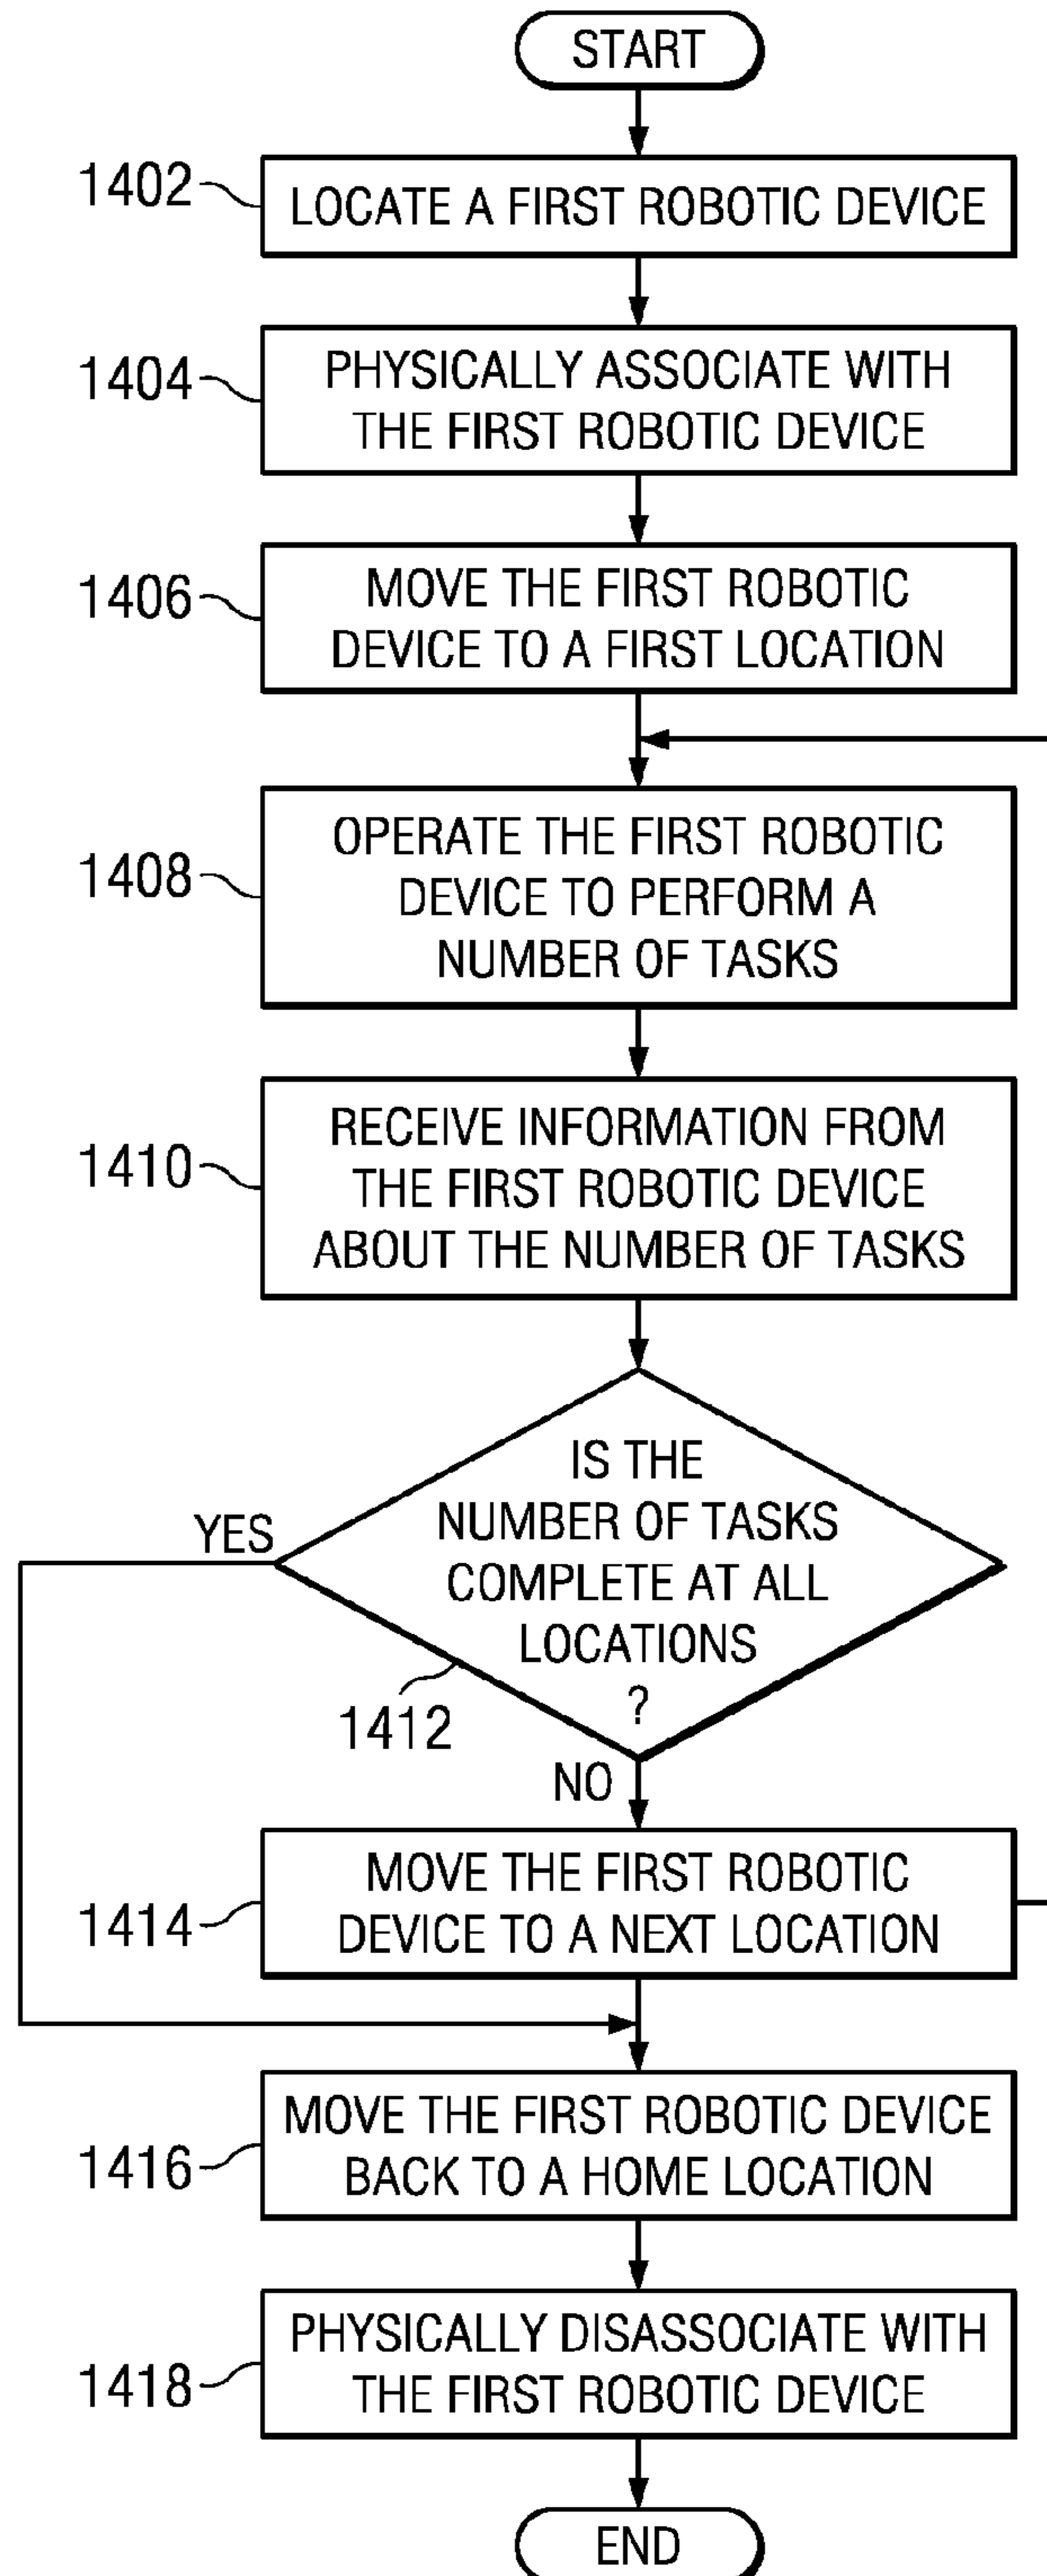 START
1402
LOCATE A FIRST ROBOTIC DEVICE
1404
PHYSICALLY ASSOCIATE WITH
THE FIRST ROBOTIC DEVICE
1406
MOVE THE FIRST ROBOTIC
DEVICE TO A FIRST LOCATION
1408
OPERATE THE FIRST ROBOTIC
DEVICE TO PERFORM A
NUMBER OF TASKS
1410
RECEIVE INFORMATION FROM
THE FIRST ROBOTIC DEVICE
ABOUT THE NUMBER OF TASKS
IS THE
NUMBER OF TASKS
COMPLETE AT ALL
LOCATIONS
?
YES
1412
NO
1414
MOVE THE FIRST ROBOTIC
DEVICE TO A NEXT LOCATION
1416
MOVE THE FIRST ROBOTIC DEVICE
BACK TO A HOME LOCATION
1418
PHYSICALLY DISASSOCIATE WITH
THE FIRST ROBOTIC DEVICE
END